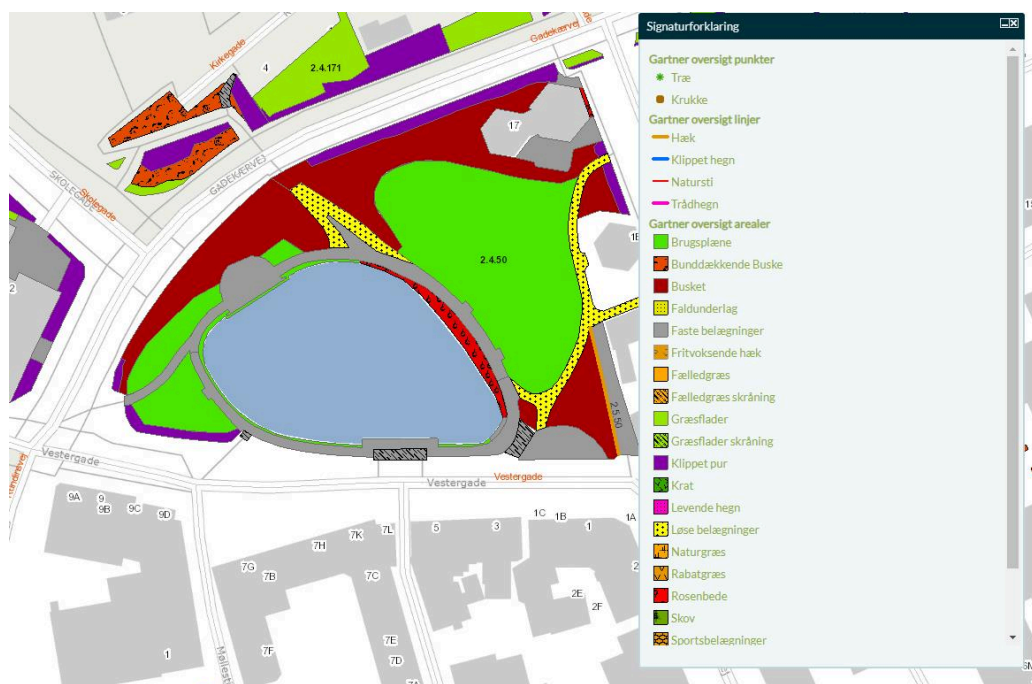 Signaturforklaring
Gartner oversigt punkter
Træ
Krukke
Gartner oversigt linjer
Hæk
Klippet hegn
Natursti
Trådhegn
Gartner oversigt arealer
Brugsplæne
Bunddækkende Buske
Busket
Faldunderlag
Faste belægninger
Fritvoksende hæk
Fælledgræs
Fælledgræs skråning
Græsflader
Græsflader skråning
Klippet pur
Krat
Levende hegn
Løse belægninger
Naturgræs
Rabatgræs
Rosenbede
Skov
Sportsbelægninger
Kirkegade
4
2.4.171
Gadekærvej
17
SKOLEGADE
Skolegade
GADEKÆRVEJ
2.4.50
2.5.50
Vestergade
Vestergade
Vestergade
9A
9
9B
9C
9D
7L
7K
7H
7G
7B
7C
7E
7D
7F
5
3
1C
1B
1
1A
2E
2F
1